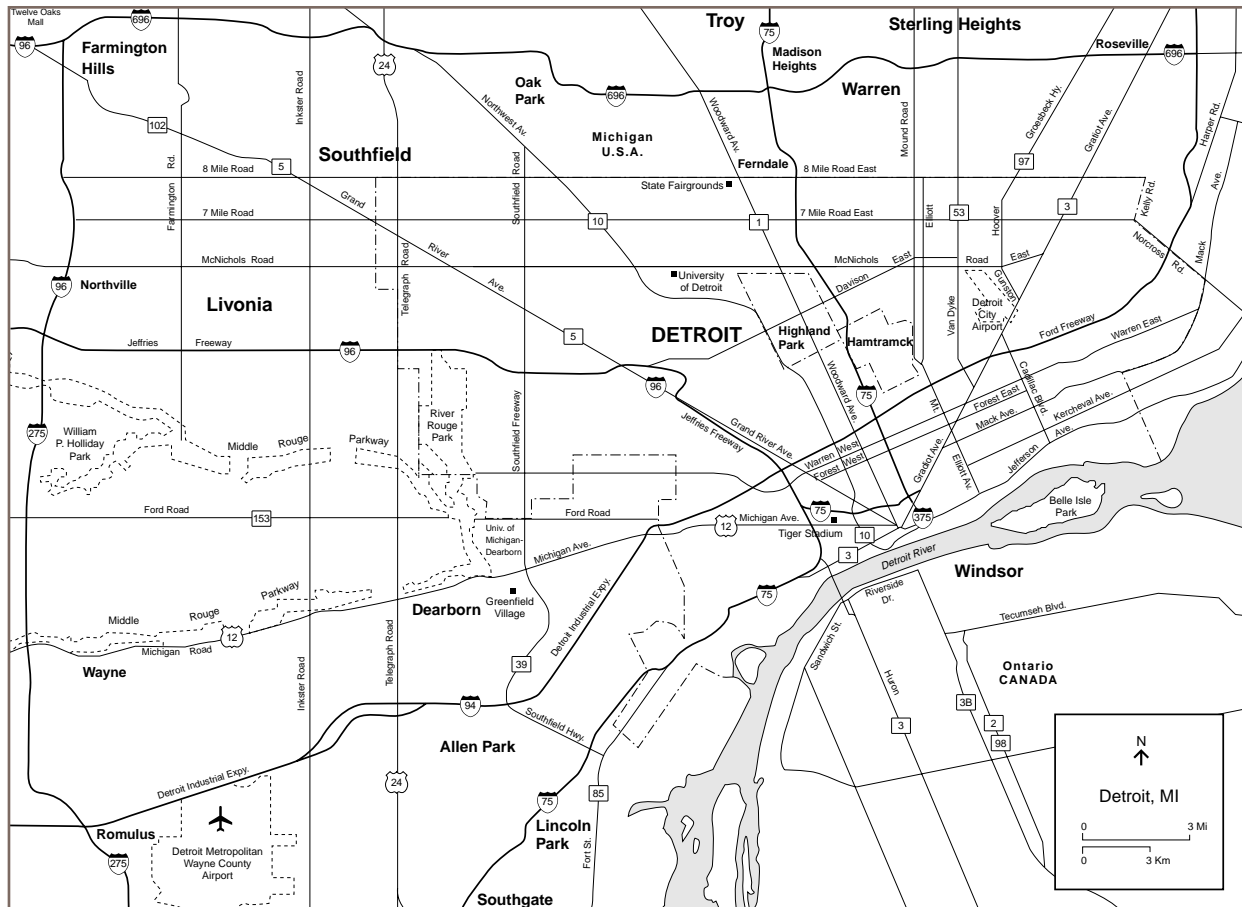 Twelve Oaks
Mall
696
96
Farmington
Hills
Inkster Road
24
Oak
Park
Northwest Av.
696
Troy
75
Madison
Heights
Sterling Heights
Roseville
696
Warren
Woodward Av.
Mound Road
Groesbeck Hy.
Gratiot Ave.
Harper Rd.
102
5
Southfield
Michigan
U.S.A.
Ferndale
97
Farmington Rd.
8 Mile Road
Southfield Road
8 Mile Road East
State Fairgrounds
Grand
River
Ave.
7 Mile Road
10
1
7 Mile Road East
Elliott
53
Hoover
3
Kelly Rd.
Mack
Ave.
Norcross
Rd.
McNichols Road
Telegraph Road
McNichols
Road
Davison
East
East
Gunston
University
of Detroit
Detroit
City
Airport
96
Northville
Livonia
DETROIT
Highland
Park
Hamtramck
Van Dyke
Ford Freeway
Warren East
Jeffries Freeway
96
5
96
75
Woodward Ave.
Mt.
Elliott Av.
Forest East
Mack Ave.
Cadillac Blvd.
Kercheval Ave.
Jefferson
Ave.
275
William
P. Holliday
Park
River
Rouge
Park
Middle
Rouge
Parkway
Southfield Freeway
Jeffries Freeway
Grand River Ave.
Warren West
Forest West
Gradiot Ave.
Ford Road
153
Ford Road
Univ. of
Michigan-
Dearborn
Michigan Ave.
12
Michigan Ave.
75
Tiger Stadium
10
3
375
Belle Isle
Park
Detroit River
Windsor
Riverside
Dr.
Tecumseh Blvd.
Middle
Rouge
Parkway
12
Michigan Road
Wayne
Dearborn
Greenfield
Village
Detroit Industrial Expy.
75
Sandwich St.
Huron
Ontario
CANADA
Inkster Road
Telegraph Road
39
94
Southfield Hwy.
Allen Park
3
3B
2
98
Detroit Industrial Expy.
24
75
85
Lincoln
Park
Fort St.
Southgate
Romulus
275
Detroit Metropolitan
Wayne County
Airport
N
Detroit, MI
0
3 Mi
0
3 Km